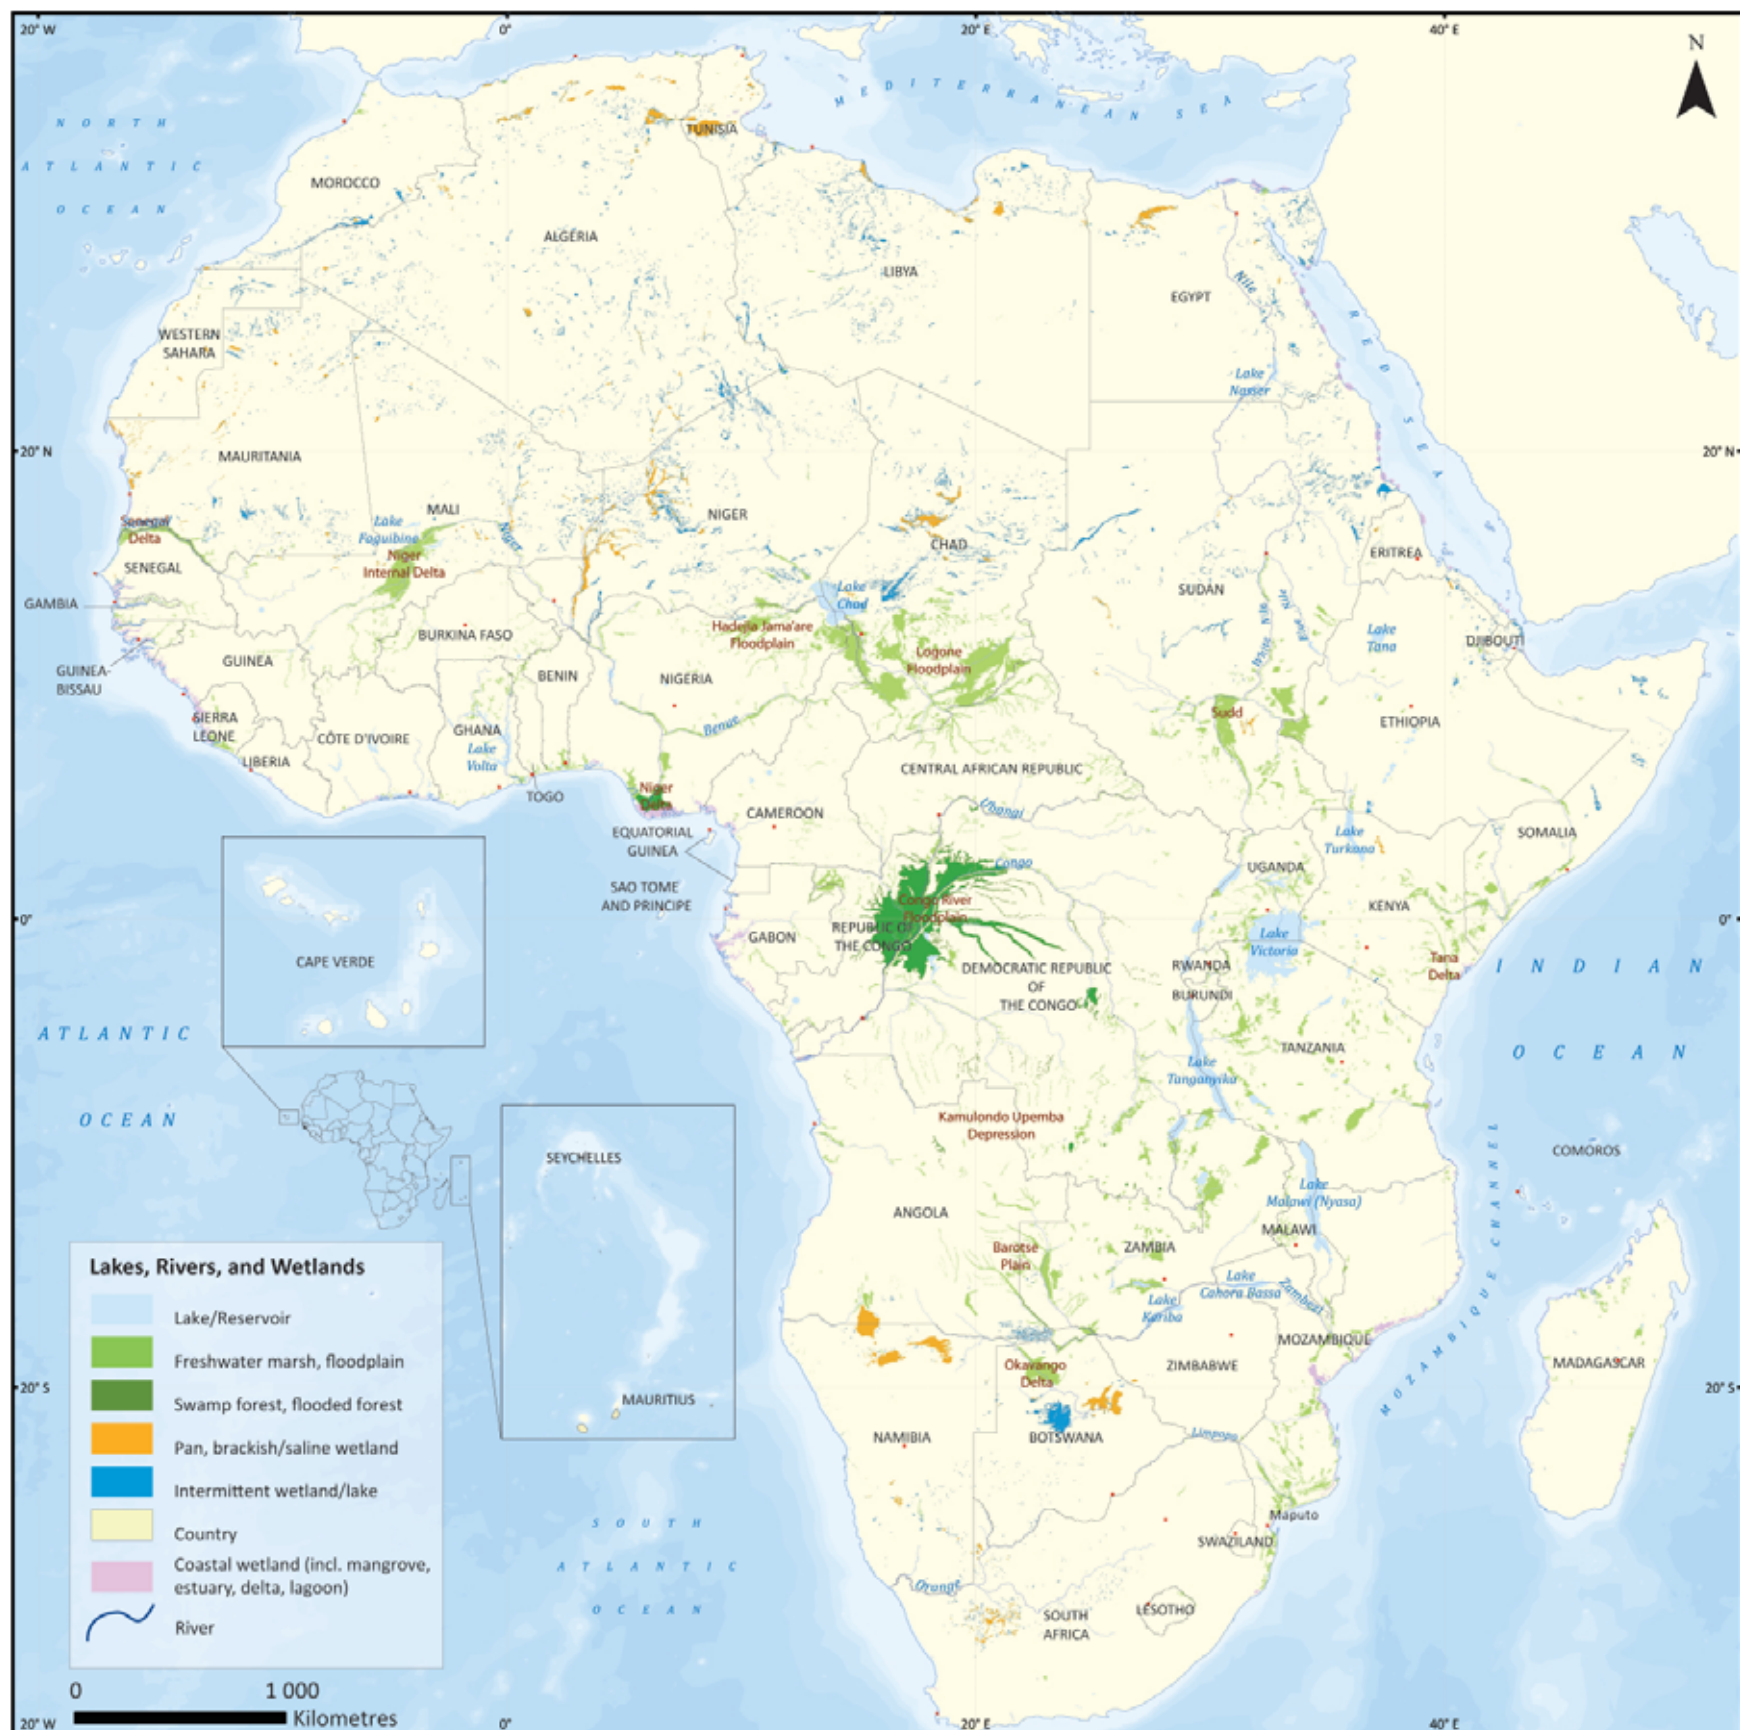 20° W
0°
20° E
40° E
N
MEDITERRANEAN SEA
NORTH
ATLANTIC
OCEAN
TUNISIA
MOROCCO
ALGERIA
LIBYA
EGYPT
Nile
WESTERN
SAHARA
RED SEA
Lake
Nasser
20° N
20° N
MAURITANIA
MALI
NIGER
CHAD
SUDAN
ERITREA
Senegal
Delta
Lake
Faguibine
Niger
Niger
Internal Delta
SENEGAL
GAMBIA
Lake
Chad
White Nile
Blue Nile
Lake
Tana
DJIBOUTI
BURKINA FASO
Hadejia Jama'are
Floodplain
Logone
Floodplain
GUINEA-
BISSAU
GUINEA
BENIN
NIGERIA
SIERRA
LEONE
CÔTE D'IVOIRE
GHANA
Benue
Sudd
ETHIOPIA
LIBERIA
Lake
Volta
TOGO
Niger
Delta
CENTRAL AFRICAN REPUBLIC
CAMEROON
Ubangi
EQUATORIAL
GUINEA
Lake
Turkana
SOMALIA
Congo
UGANDA
SAO TOME
AND PRINCIPE
Congo River
Floodplain
KENYA
0°
0°
GABON
REPUBLIC OF
THE CONGO
Lake
Victoria
CAPE VERDE
DEMOCRATIC REPUBLIC
OF
THE CONGO
RWANDA
BURUNDI
Tana
Delta
INDIAN
OCEAN
ATLANTIC
OCEAN
TANZANIA
Lake
Tanganyika
Kamulondo Upemba
Depression
SEYCHELLES
COMOROS
ANGOLA
Lake
Malawi (Nyasa)
MALAWI
Barotse
Plain
ZAMBIA
Lake
Cahora Bassa
Zambezi
Lake
Kariba
MOZAMBIQUE CHANNEL
MOZAMBIQUE
ZIMBABWE
MADAGASCAR
Okavango
Delta
20° S
20° S
MAURITIUS
NAMIBIA
BOTSWANA
Limpopo
Maputo
SWAZILAND
SOUTH
ATLANTIC
OCEAN
Orange
LESOTHO
SOUTH
AFRICA
Lakes, Rivers, and Wetlands
Lake/Reservoir
Freshwater marsh, floodplain
Swamp forest, flooded forest
Pan, brackish/saline wetland
Intermittent wetland/lake
Country
Coastal wetland (incl. mangrove,
estuary, delta, lagoon)
River
0
1 000
Kilometres
20° W
0°
20° E
40° E